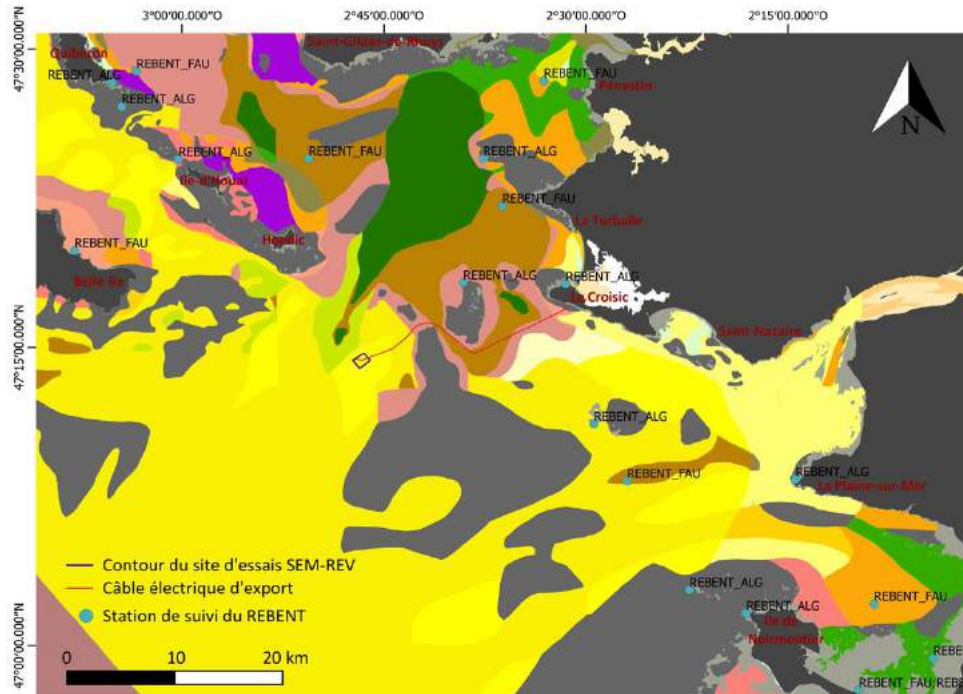 3°00'00.000"O
2°45'00.000"O
2°30'00.000"O
2°15'00.000"O
47°30'00.000"N
47°15'00.000"N
47°00'00.000"N
Saint-Gildas-de-Rhuys
Quiberon
REBENT_FAU
REBENT_ALG
REBENT_ALG
REBENT_FAU
Pénestin
N
REBENT_ALG
REBENT_FAU
REBENT_ALG
Ile-d'Houat
REBENT_FAU
La Turballe
Hoedic
REBENT_FAU
Belle-Ile
REBENT_ALG
REBENT_ALG
Le Croisic
Saint-Nazaire
REBENT_ALG
REBENT_FAU
REBENT_ALG
La Plaine-sur-Mer
Contour du site d'essais SEM-REV
Câble électrique d'export
Station de suivi du REBENT
REBENT_ALG
REBENT_FAU
REBENT_ALG
Ile de
Noirmoutier
0 10 20 km
REBE
REBENT_FAU;REBE